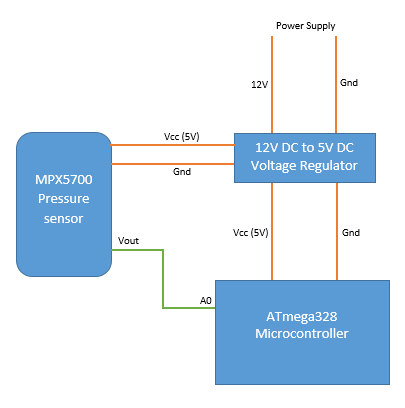 Power Supply
12V
Gnd
Vcc (5V)
12V DC to 5V DC
Voltage Regulator
Gnd
MPX5700
Pressure
sensor
Vout
Vcc (5V)
Gnd
A0
ATmega328
Microcontroller